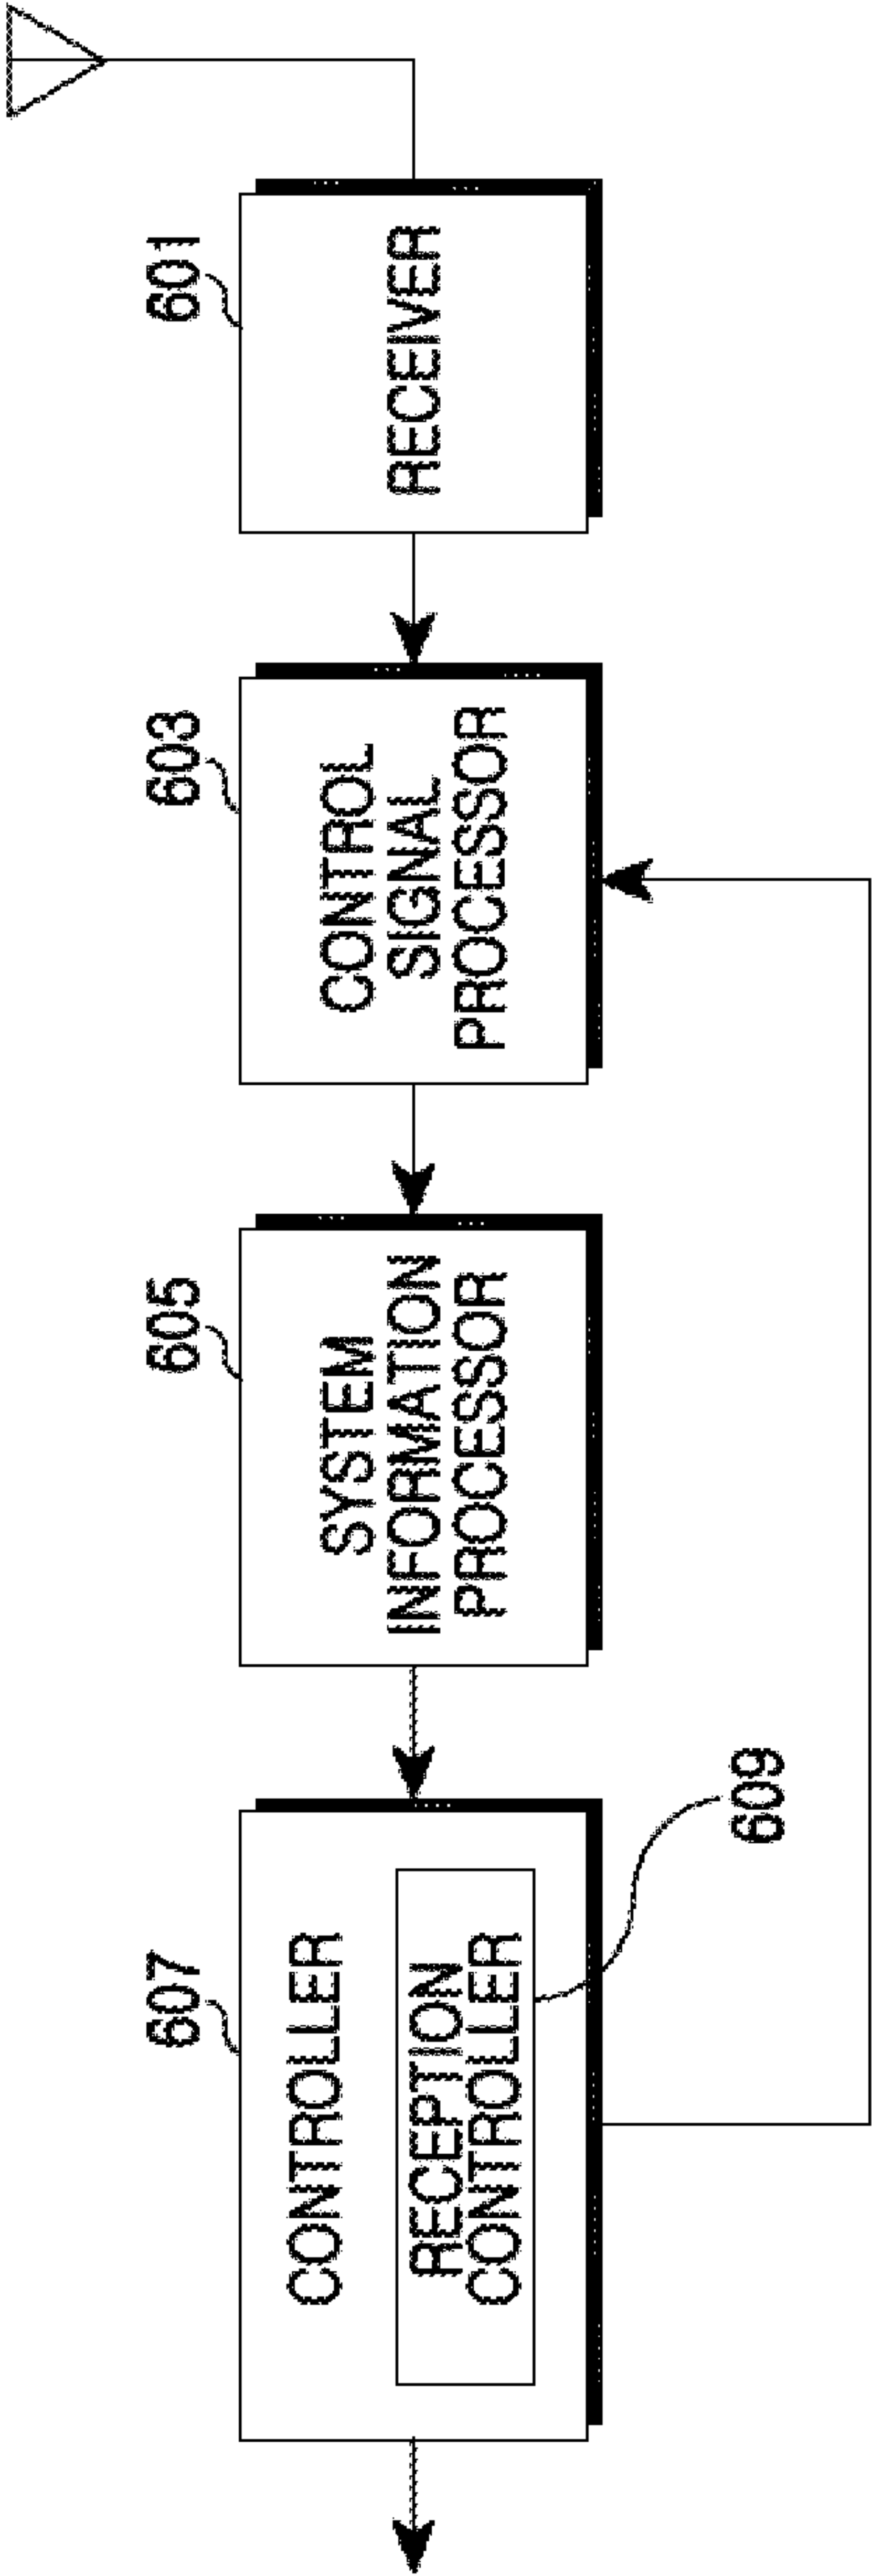 601
RECEIVER
603
CONTROL
SIGNAL
PROCESSOR
605
SYSTEM
INFORMATION
PROCESSOR
607
CONTROLLER
RECEPTION
CONTROLLER
609